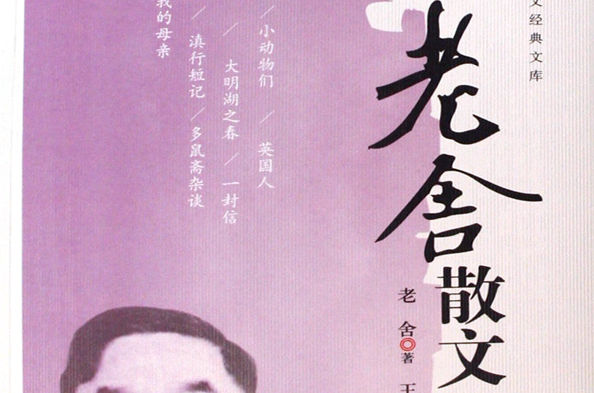 文经典文库
老舍散文
老舍◎著 王
／小动物们 ／ 英国人
／ 大明湖之春 ／ 一封信
／ 滇行短记 ／ 多鼠斋杂谈
我的母亲